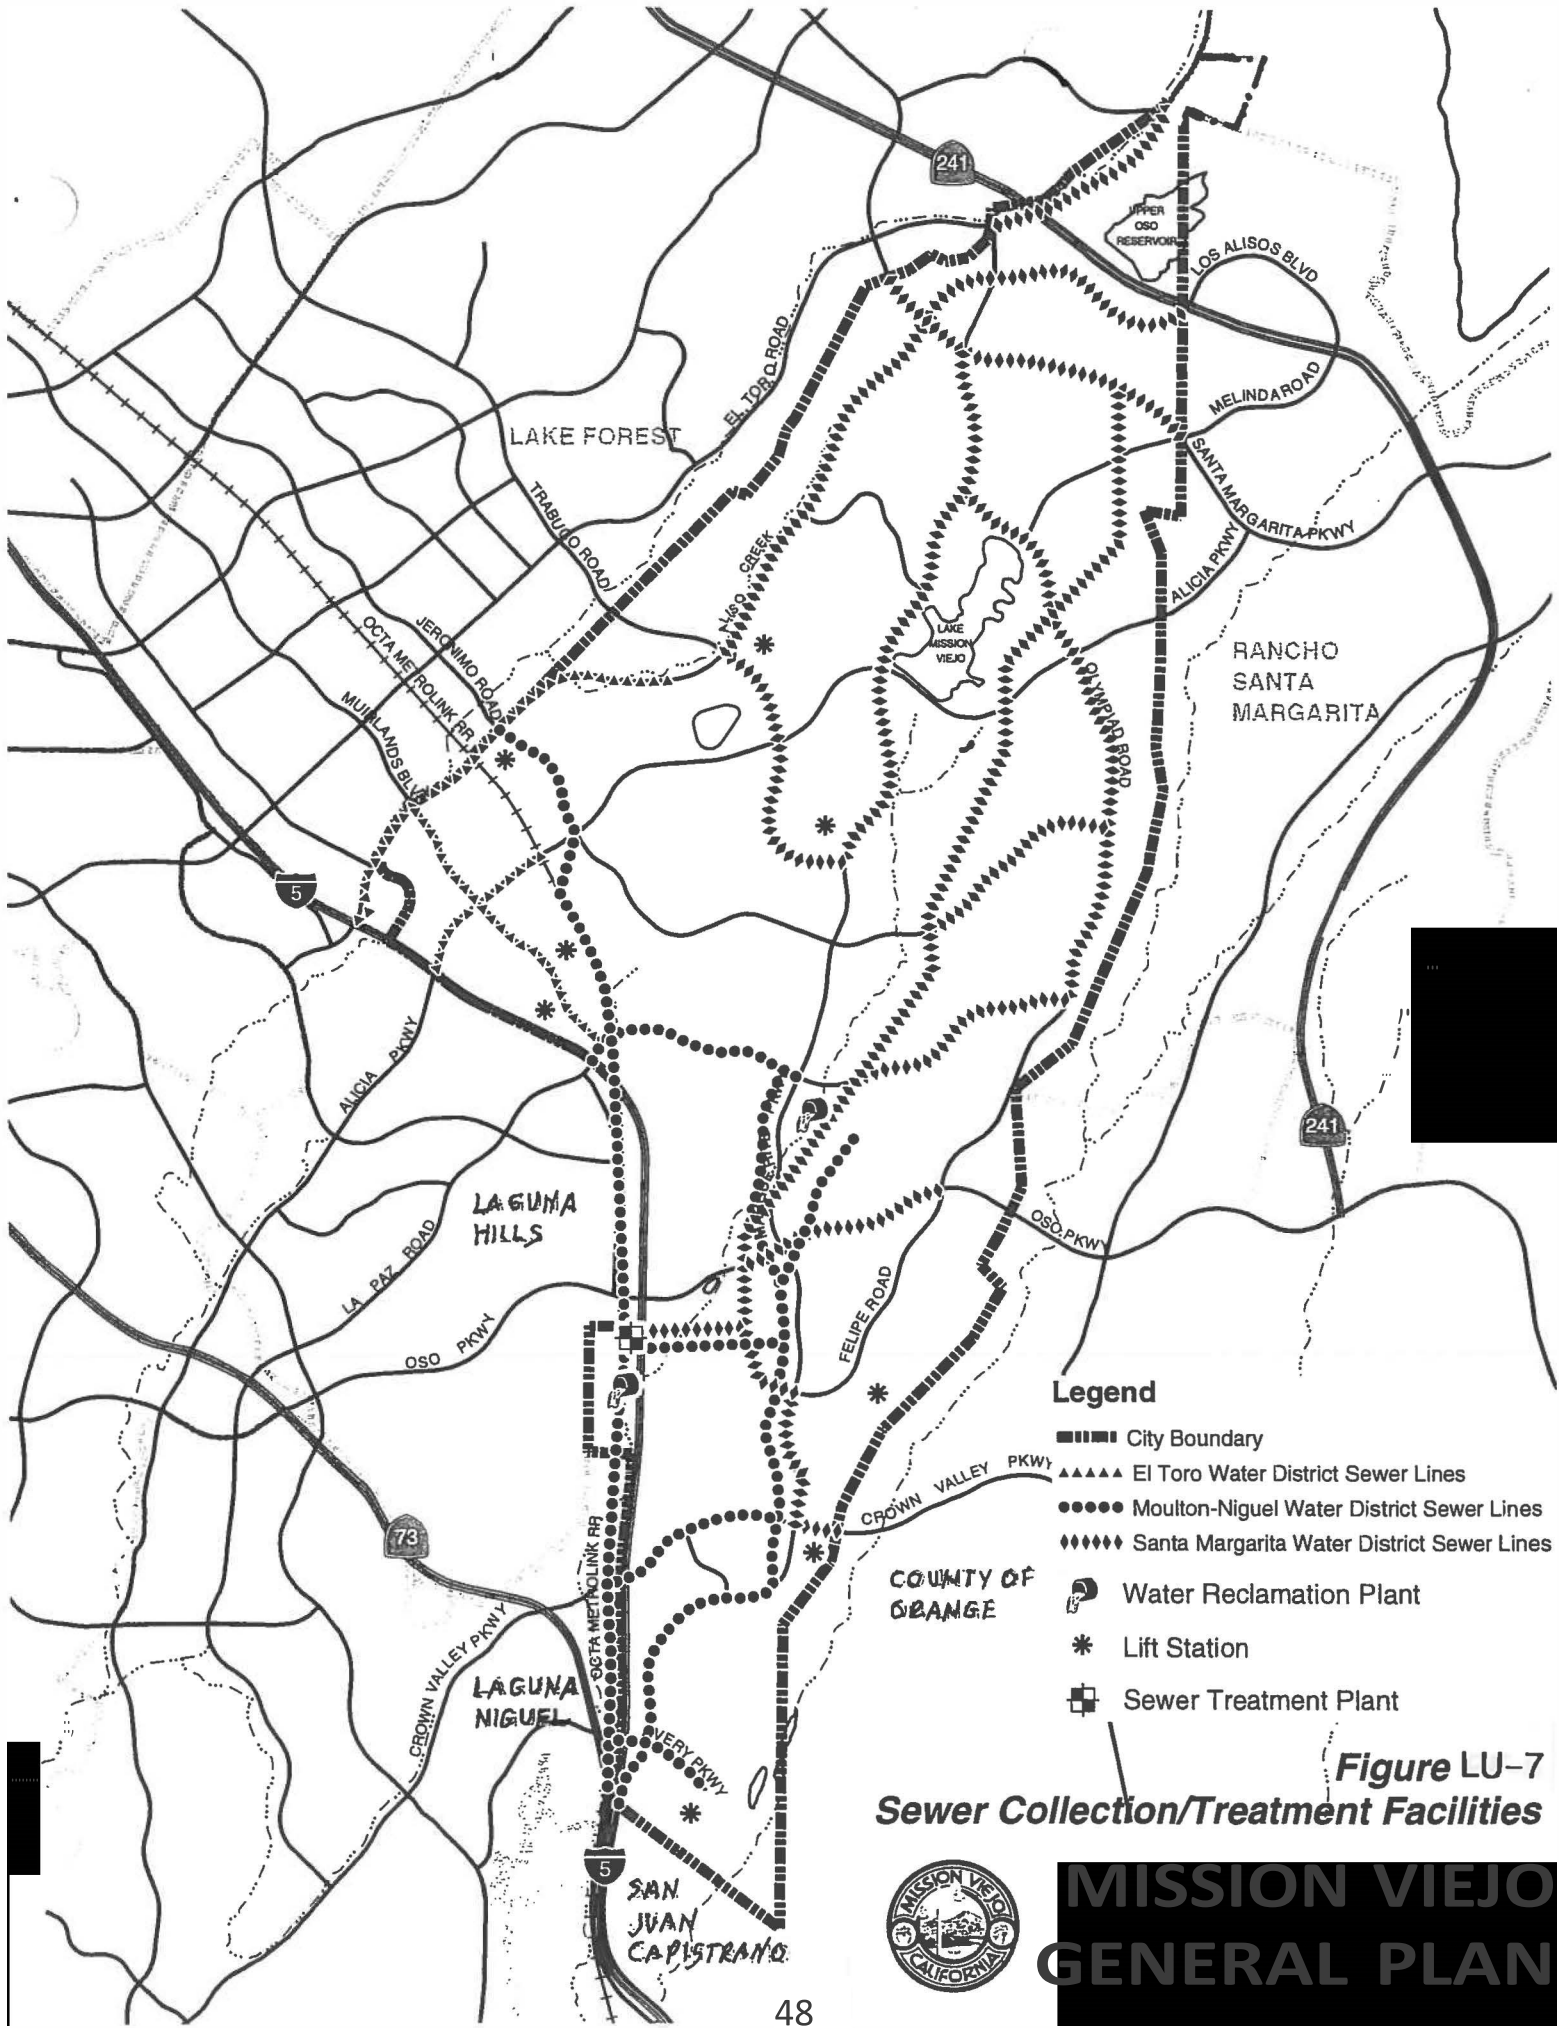 241
UPPER
OSO
RESERVOIR
LOS ALISOS BLVD
EL TORO ROAD
MELINDA ROAD
LAKE FOREST
SANTA MARGARITA PKWY
TRABUCO ROAD
ALISO CREEK
ALICIA PKWY
LAKE
MISSION
VIEJO
JERONIMO ROAD
OCTA METROLINK RR
RANCHO
SANTA
MARGARITA
OLYMPIAD ROAD
MUIRLANDS BLVD
5
ALICIA PKWY
241
LAGUNA
HILLS
LA PAZ ROAD
OSO PKWY
OSO PKWY
FELIPE ROAD
Legend
City Boundary
El Toro Water District Sewer Lines
Moulton-Niguel Water District Sewer Lines
Santa Margarita Water District Sewer Lines
Water Reclamation Plant
Lift Station
Sewer Treatment Plant
CROWN VALLEY PKWY
73
OCTA METROLINK RR
COUNTY OF
ORANGE
CROWN VALLEY PKWY
LAGUNA
NIGUEL
VERY PKWY
Figure LU-7
Sewer Collection/Treatment Facilities
5
SAN
JUAN
CAPISTRANO
MISSION VIEJO
CALIFORNIA
MISSION VIEJO
GENERAL PLAN
48